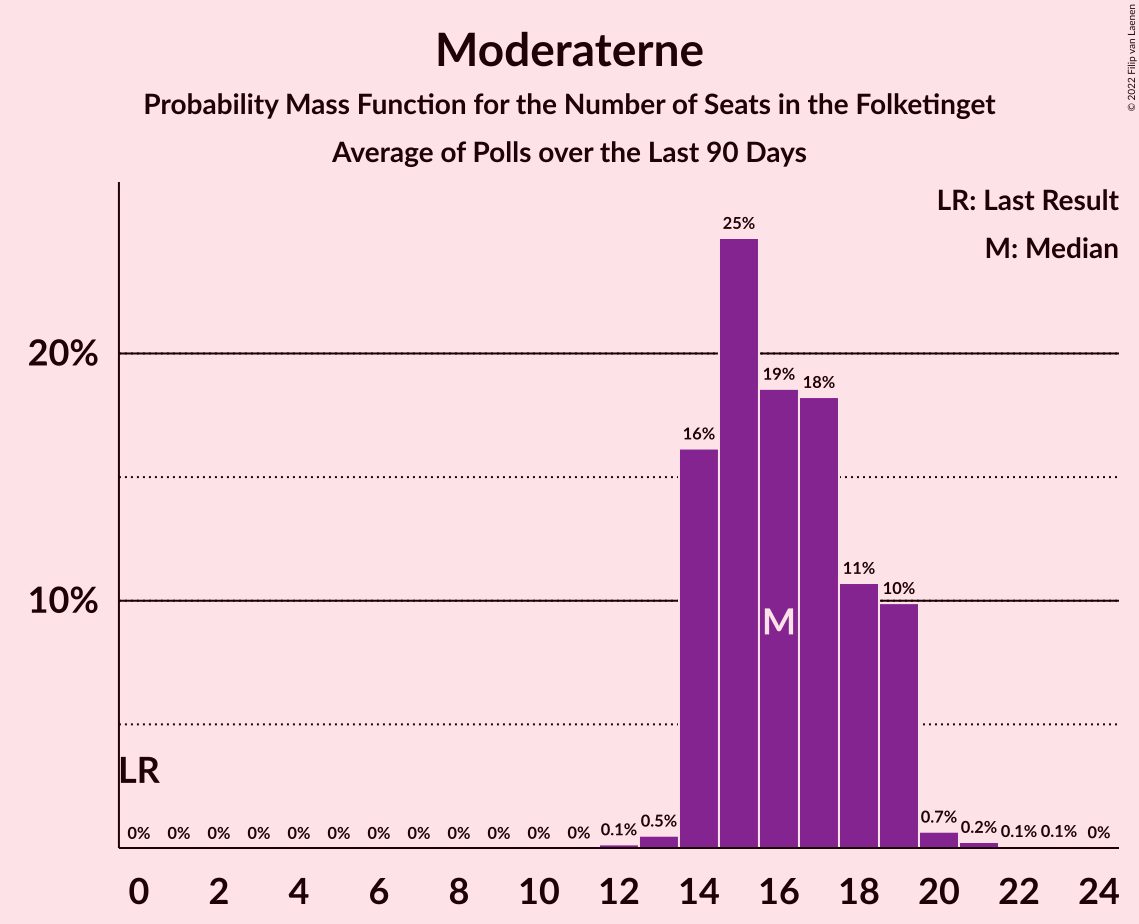 Moderaterne
Probability Mass Function for the Number of Seats in the Folketinget
Average of Polls over the Last 90 Days
© 2022 Filip van Laenen
LR: Last Result
M: Median
25%
20%
19%
18%
16%
11%
10%
10%
M
LR
0% 0% 0% 0% 0% 0% 0% 0% 0% 0% 0% 0% 0.1% 0.5% 0.7% 0.2% 0.1% 0.1% 0%
0 2 4 6 8 10 12 14 16 18 20 22 24